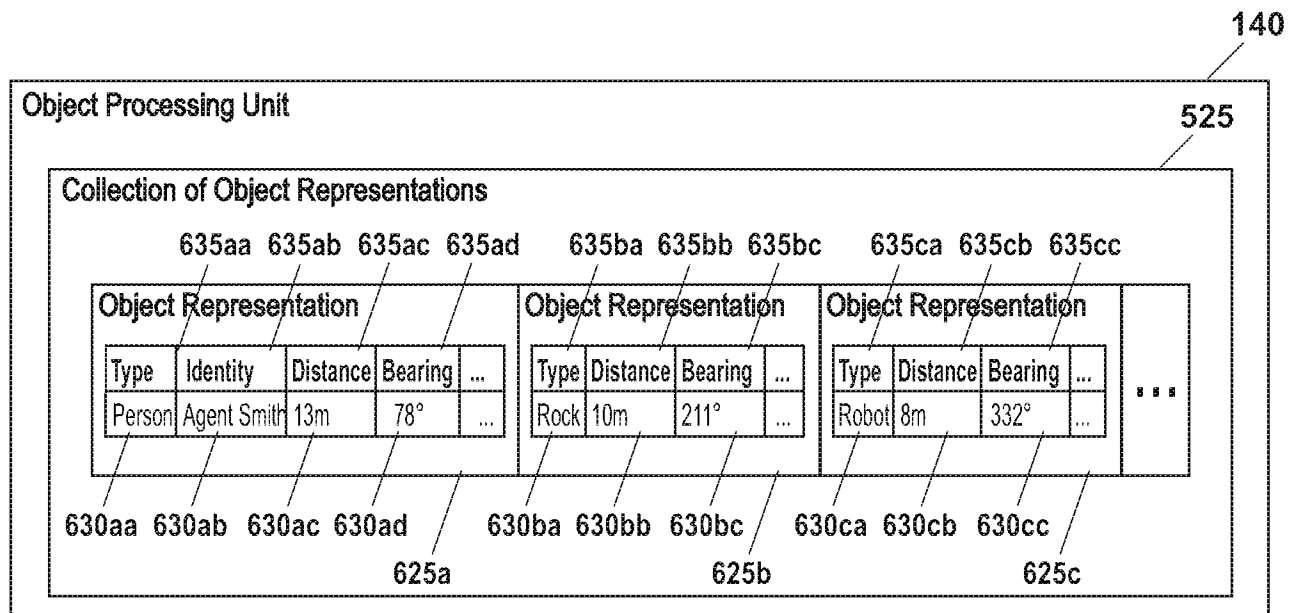 140
Object Processing Unit
525
Collection of Object Representations
635aa 635ab 635ac 635ad 635ba 635bb 635bc 635ca 635cb 635cc
Object Representation Object Representation Object Representation
Type Identity Distance Bearing ... Type Distance Bearing ... Type Distance Bearing ...
Person Agent Smith 13m 78° ... Rock 10m 211° ... Robot 8m 332° ...
...
630aa 630ab 630ac 630ad 630ba 630bb 630bc 630ca 630cb 630cc
625a 625b 625c